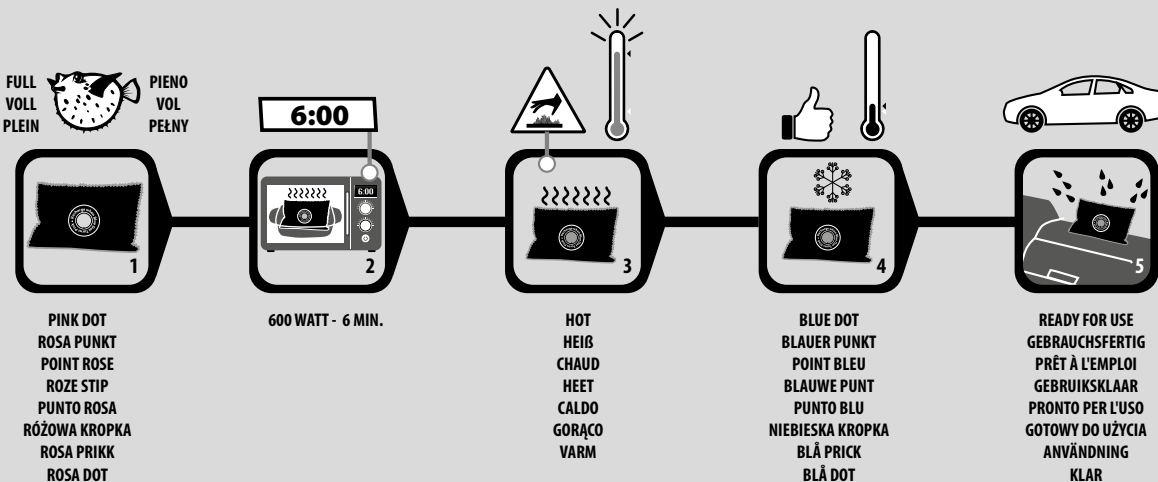 FULL
VOLL
PLEIN
PIENO
VOL
PEŁNY
1
PINK DOT
ROSA PUNKT
POINT ROSE
ROZE STIP
PUNTO ROSA
RÓŻOWA KROPKA
ROSA PRIKK
ROSA DOT
6:00
6:00
2
600 WATT - 6 MIN.
3
HOT
HEIß
CHAUD
HEET
CALDO
GORĄCO
VARM
4
BLUE DOT
BLAUER PUNKT
POINT BLEU
BLAUWE PUNT
PUNTO BLU
NIEBIESKA KROPKA
BLÅ PRICK
BLÅ DOT
5
READY FOR USE
GEBRAUCHSFERTIG
PRÊT À L'EMPLOI
GEBRUIKSKLAAR
PRONTO PER L'USO
GOTOWY DO UŻYCIA
ANVÄNDNING
KLAR